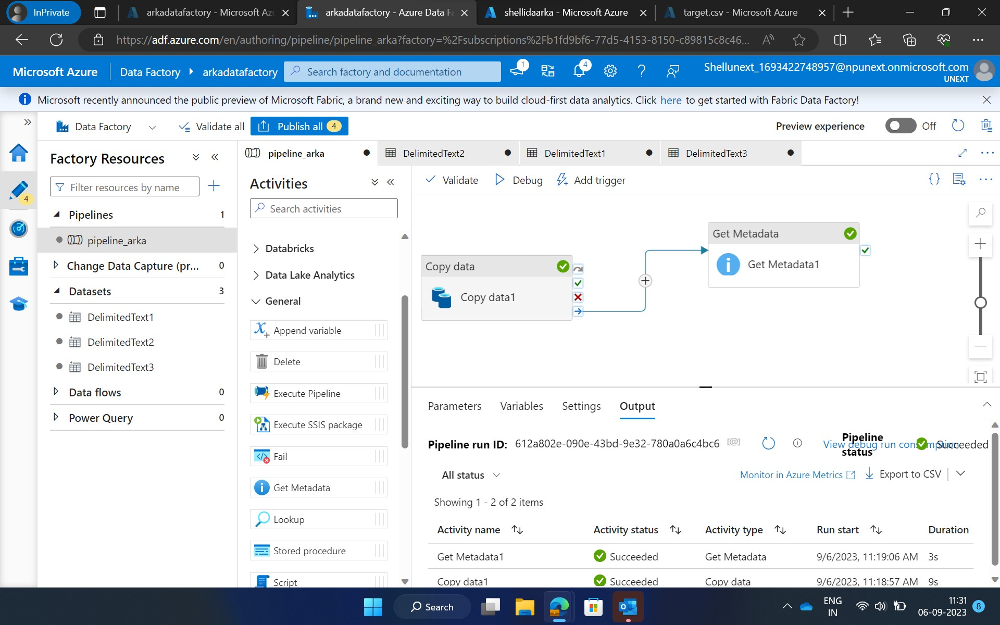 InPrivate
arkadatafactory - Microsoft Azu
arkadatafactory - Azure Data Fa
shellidaarka - Microsoft Azure
target.csv - Microsoft Azure
https://adf.azure.com/en/authoring/pipeline/pipeline_arka?factory=%2Fsubscriptions%2Fb1fd9bf6-77d5-4153-8150-c89815c8c46...
Microsoft Azure
Data Factory
arkadatafactory
Search factory and documentation
1
4
Shellunext_1693422748957@npunext.onmicrosoft.com
UNEXT
Microsoft recently announced the public preview of Microsoft Fabric, a brand new and exciting way to build cloud-first data analytics. Click here to get started with Fabric Data Factory!
Data Factory
Validate all
Publish all 4
Preview experience
Off
Factory Resources
Filter resources by name
4
Pipelines 1
pipeline_arka
Change Data Capture (pr... 0
Datasets 3
DelimitedText1
DelimitedText2
DelimitedText3
Data flows 0
Power Query 0
pipeline_arka
DelimitedText2
DelimitedText1
DelimitedText3
Activities
Search activities
Databricks
Data Lake Analytics
General
Append variable
Delete
Execute Pipeline
Execute SSIS package
Fail
Get Metadata
Lookup
Stored procedure
Script
Validate
Debug
Add trigger
Copy data
Copy data1
Get Metadata
Get Metadata1
Parameters
Variables
Settings
Output
Pipeline run ID: 612a802e-090e-43bd-9e32-780a0a6c4bc6
View debug run consumption
Pipeline status
Succeeded
All status
Monitor in Azure Metrics
Export to CSV
Showing 1 - 2 of 2 items
Activity name Activity status Activity type Run start Duration
Get Metadata1 Succeeded Get Metadata 9/6/2023, 11:19:06 AM 3s
Copy data1 Succeeded Copy data 9/6/2023, 11:18:57 AM 9s
Search
ENG
IN
11:31
06-09-2023
8